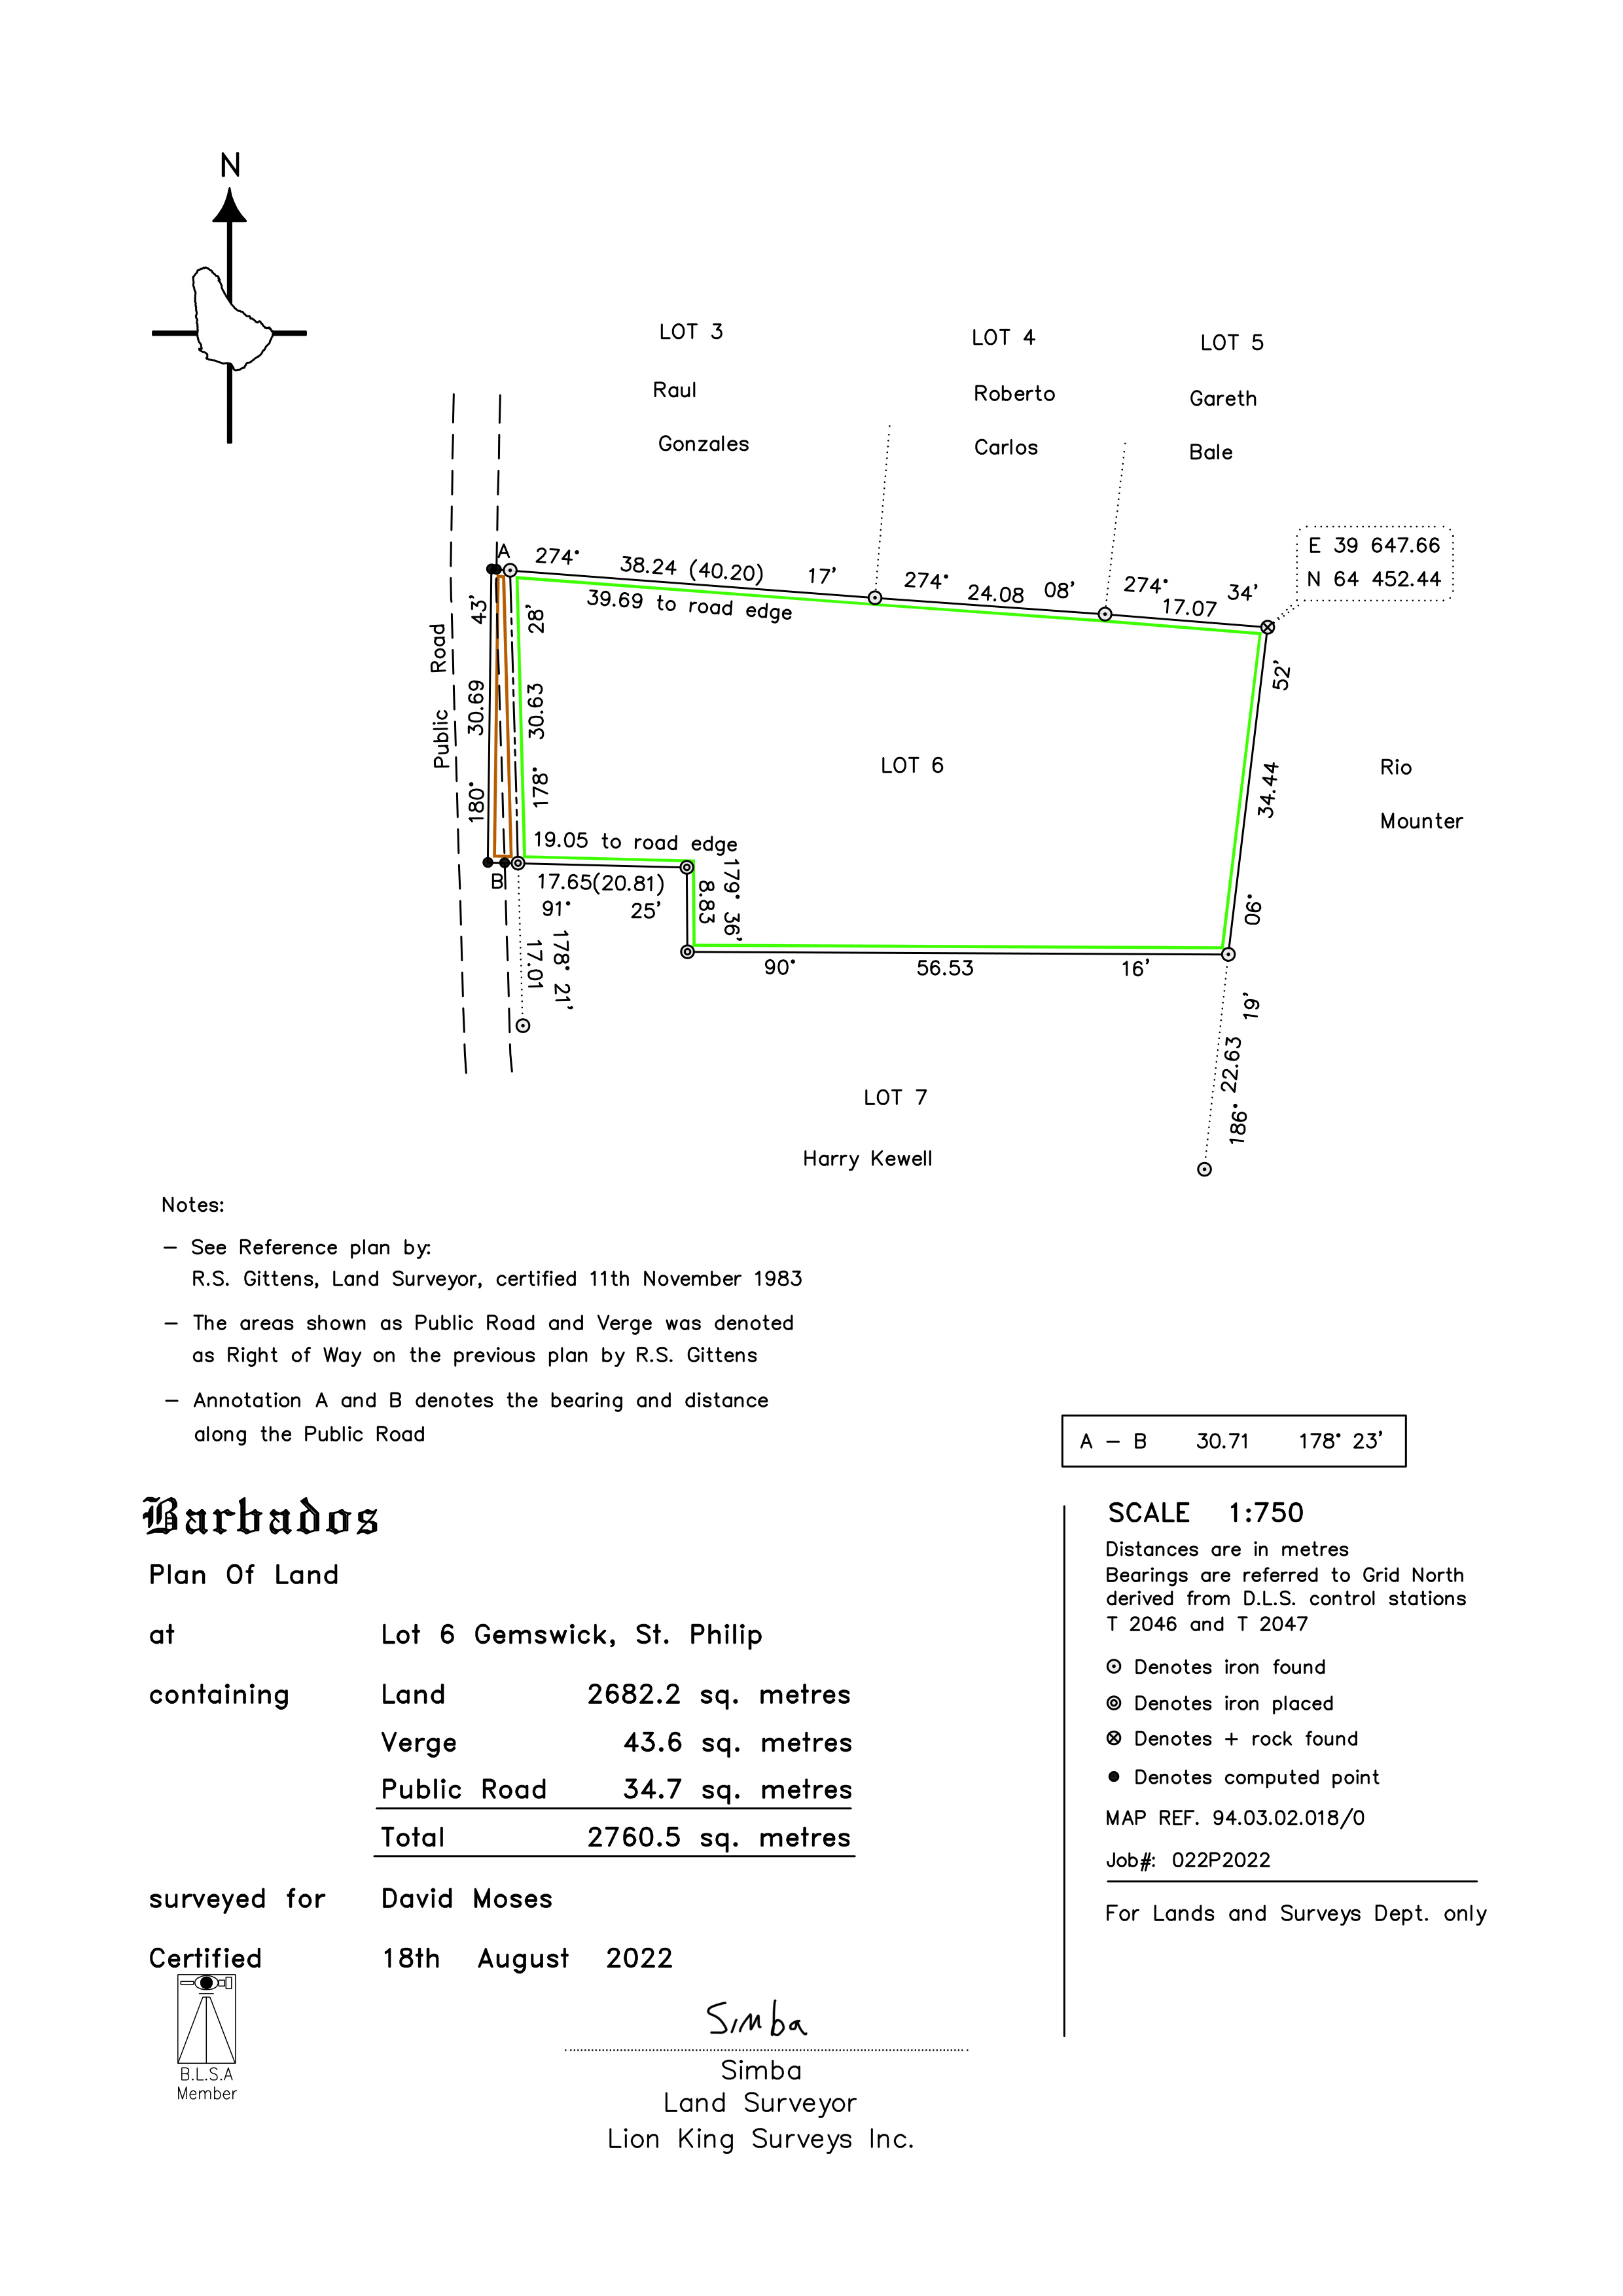 N
LOT 3
Raul
Gonzales
LOT 4
Roberto
Carlos
LOT 5
Gareth
Bale
E 39 647.66
N 64 452.44
A
274° 38.24 (40.20) 17'
39.69 to road edge
274° 24.08 08'
274° 17.07 34'
Public Road
180° 30.69 43'
178° 30.63 28'
LOT 6
06° 34.44 52'
Rio
Mounter
19.05 to road edge
B
17.65(20.81)
91° 25'
179° 36'
8.83
178° 21'
17.01
90° 56.53 16'
186° 22.63 19'
LOT 7
Harry Kewell
Notes:
– See Reference plan by:
R.S. Gittens, Land Surveyor, certified 11th November 1983
– The areas shown as Public Road and Verge was denoted
as Right of Way on the previous plan by R.S. Gittens
– Annotation A and B denotes the bearing and distance
along the Public Road
A – B 30.71 178° 23'
Barbados
Plan Of Land
at Lot 6 Gemswick, St. Philip
containing Land 2682.2 sq. metres
Verge 43.6 sq. metres
Public Road 34.7 sq. metres
Total 2760.5 sq. metres
surveyed for David Moses
Certified 18th August 2022
B.L.S.A
Member
Simba
Simba
Land Surveyor
Lion King Surveys Inc.
SCALE 1:750
Distances are in metres
Bearings are referred to Grid North
derived from D.L.S. control stations
T 2046 and T 2047
Denotes iron found
Denotes iron placed
Denotes + rock found
Denotes computed point
MAP REF. 94.03.02.018/0
Job#: 022P2022
For Lands and Surveys Dept. only